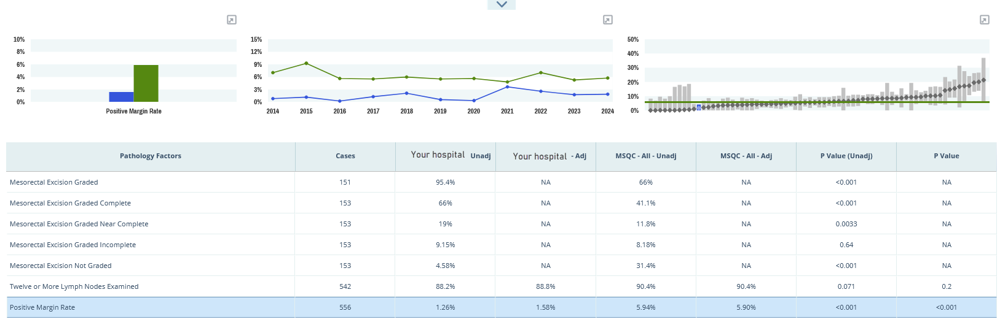 10%
8%
6%
4%
2%
0%
Positive Margin Rate
15%
12%
9%
6%
3%
0%
2014 2015 2016 2017 2018 2019 2020 2021 2022 2023 2024
50%
40%
30%
20%
10%
0%
Pathology Factors Cases Your hospital Unadj Your hospital - Adj MSQC - All - Unadj MSQC - All - Adj P Value (Unadj) P Value
Mesorectal Excision Graded 151 95.4% NA 66% NA <0.001 NA
Mesorectal Excision Graded Complete 153 66% NA 41.1% NA <0.001 NA
Mesorectal Excision Graded Near Complete 153 19% NA 11.8% NA 0.0033 NA
Mesorectal Excision Graded Incomplete 153 9.15% NA 8.18% NA 0.64 NA
Mesorectal Excision Not Graded 153 4.58% NA 31.4% NA <0.001 NA
Twelve or More Lymph Nodes Examined 542 88.2% 88.8% 90.4% 90.4% 0.071 0.2
Positive Margin Rate 556 1.26% 1.58% 5.94% 5.90% <0.001 <0.001